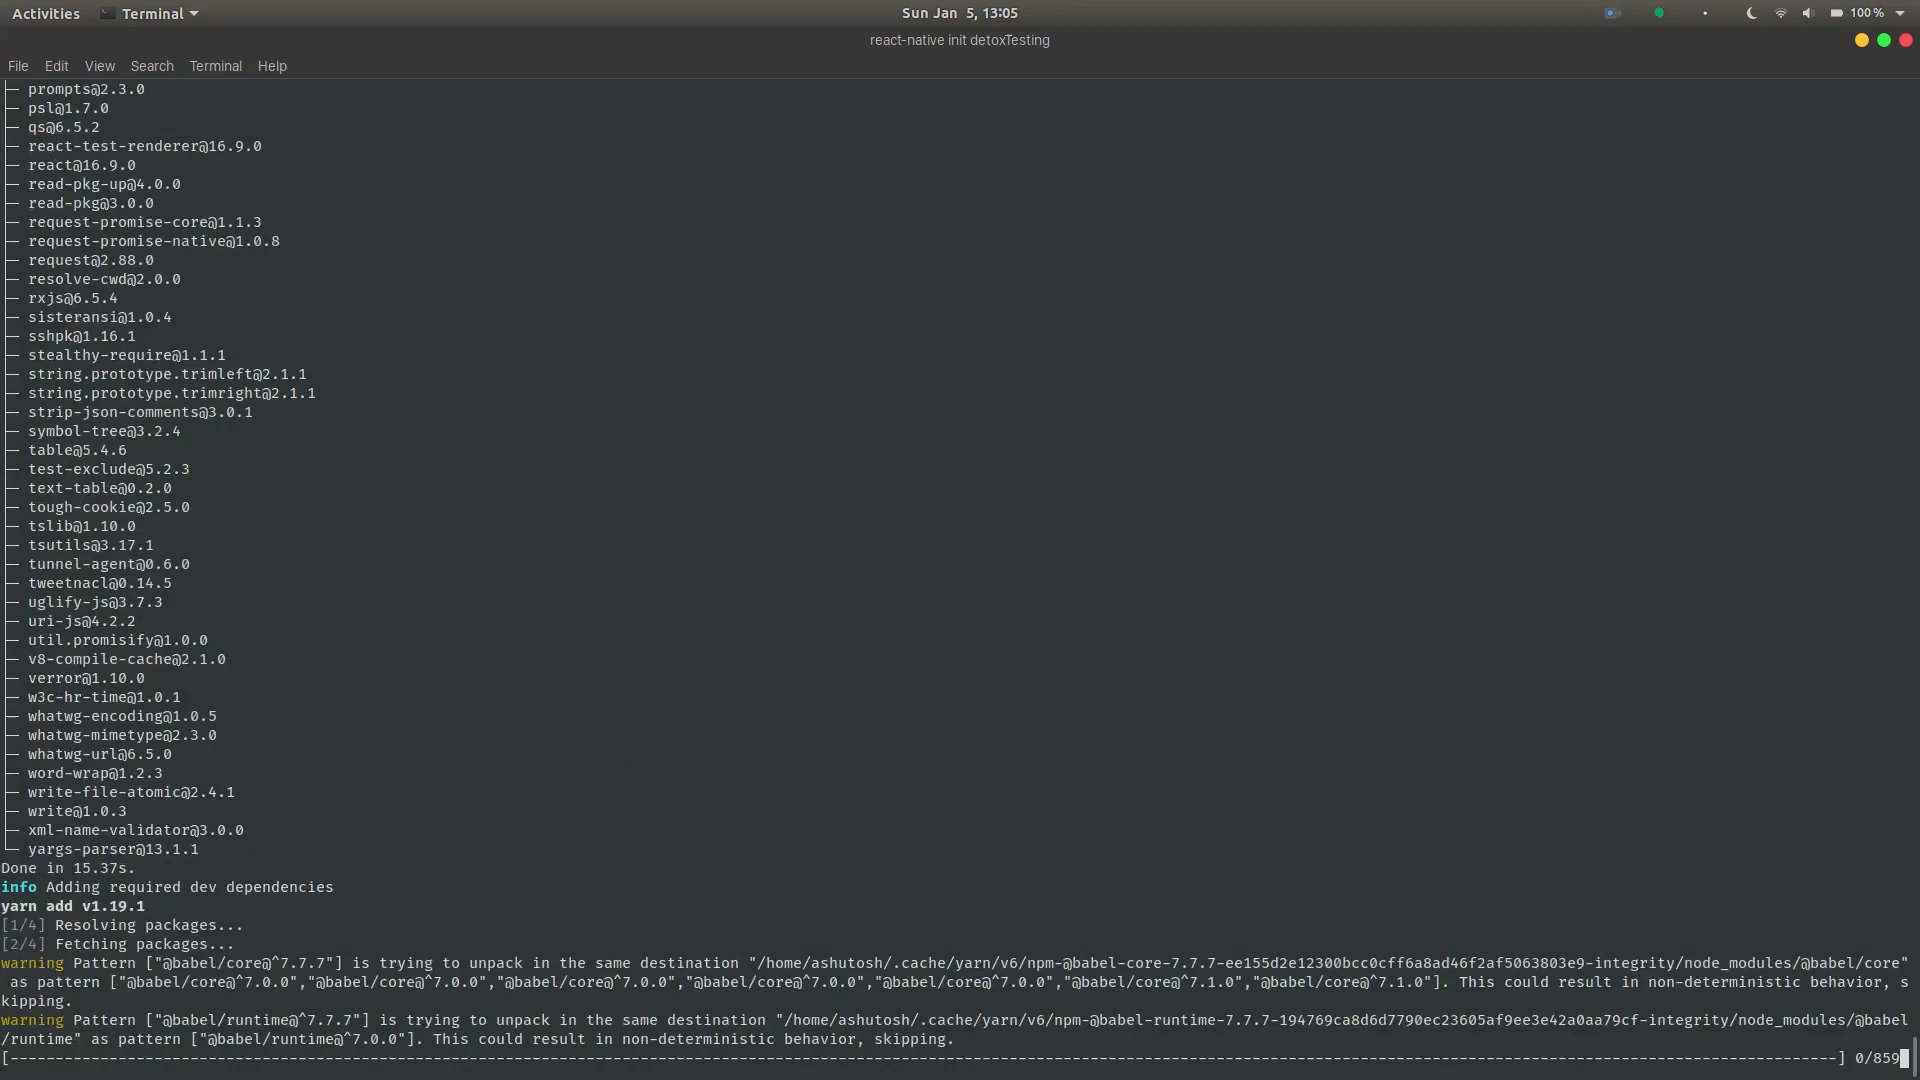 Activities Terminal Sun Jan 5, 13:05 100%
react-native init detoxTesting
File Edit View Search Terminal Help
├─ prompts@2.3.0
├─ psl@1.7.0
├─ qs@6.5.2
├─ react-test-renderer@16.9.0
├─ react@16.9.0
├─ read-pkg-up@4.0.0
├─ read-pkg@3.0.0
├─ request-promise-core@1.1.3
├─ request-promise-native@1.0.8
├─ request@2.88.0
├─ resolve-cwd@2.0.0
├─ rxjs@6.5.4
├─ sisteransi@1.0.4
├─ sshpk@1.16.1
├─ stealthy-require@1.1.1
├─ string.prototype.trimleft@2.1.1
├─ string.prototype.trimright@2.1.1
├─ strip-json-comments@3.0.1
├─ symbol-tree@3.2.4
├─ table@5.4.6
├─ test-exclude@5.2.3
├─ text-table@0.2.0
├─ tough-cookie@2.5.0
├─ tslib@1.10.0
├─ tsutils@3.17.1
├─ tunnel-agent@0.6.0
├─ tweetnacl@0.14.5
├─ uglify-js@3.7.3
├─ uri-js@4.2.2
├─ util.promisify@1.0.0
├─ v8-compile-cache@2.1.0
├─ verror@1.10.0
├─ w3c-hr-time@1.0.1
├─ whatwg-encoding@1.0.5
├─ whatwg-mimetype@2.3.0
├─ whatwg-url@6.5.0
├─ word-wrap@1.2.3
├─ write-file-atomic@2.4.1
├─ write@1.0.3
├─ xml-name-validator@3.0.0
└─ yargs-parser@13.1.1
Done in 15.37s.
info Adding required dev dependencies
yarn add v1.19.1
[1/4] Resolving packages...
[2/4] Fetching packages...
warning Pattern ["@babel/core@^7.7.7"] is trying to unpack in the same destination "/home/ashutosh/.cache/yarn/v6/npm-@babel-core-7.7.7-ee155d2e12300bcc0cff6a8ad46f2af5063803e9-integrity/node_modules/@babel/core"
as pattern ["@babel/core@^7.0.0","@babel/core@^7.0.0","@babel/core@^7.0.0","@babel/core@^7.0.0","@babel/core@^7.0.0","@babel/core@^7.1.0","@babel/core@^7.1.0"]. This could result in non-deterministic behavior, s
kipping.
warning Pattern ["@babel/runtime@^7.7.7"] is trying to unpack in the same destination "/home/ashutosh/.cache/yarn/v6/npm-@babel-runtime-7.7.7-194769ca8d6d7790ec23605af9ee3e42a0aa79cf-integrity/node_modules/@babel
/runtime" as pattern ["@babel/runtime@^7.0.0"]. This could result in non-deterministic behavior, skipping.
[--------------------------------------------------------------------------------] 0/859